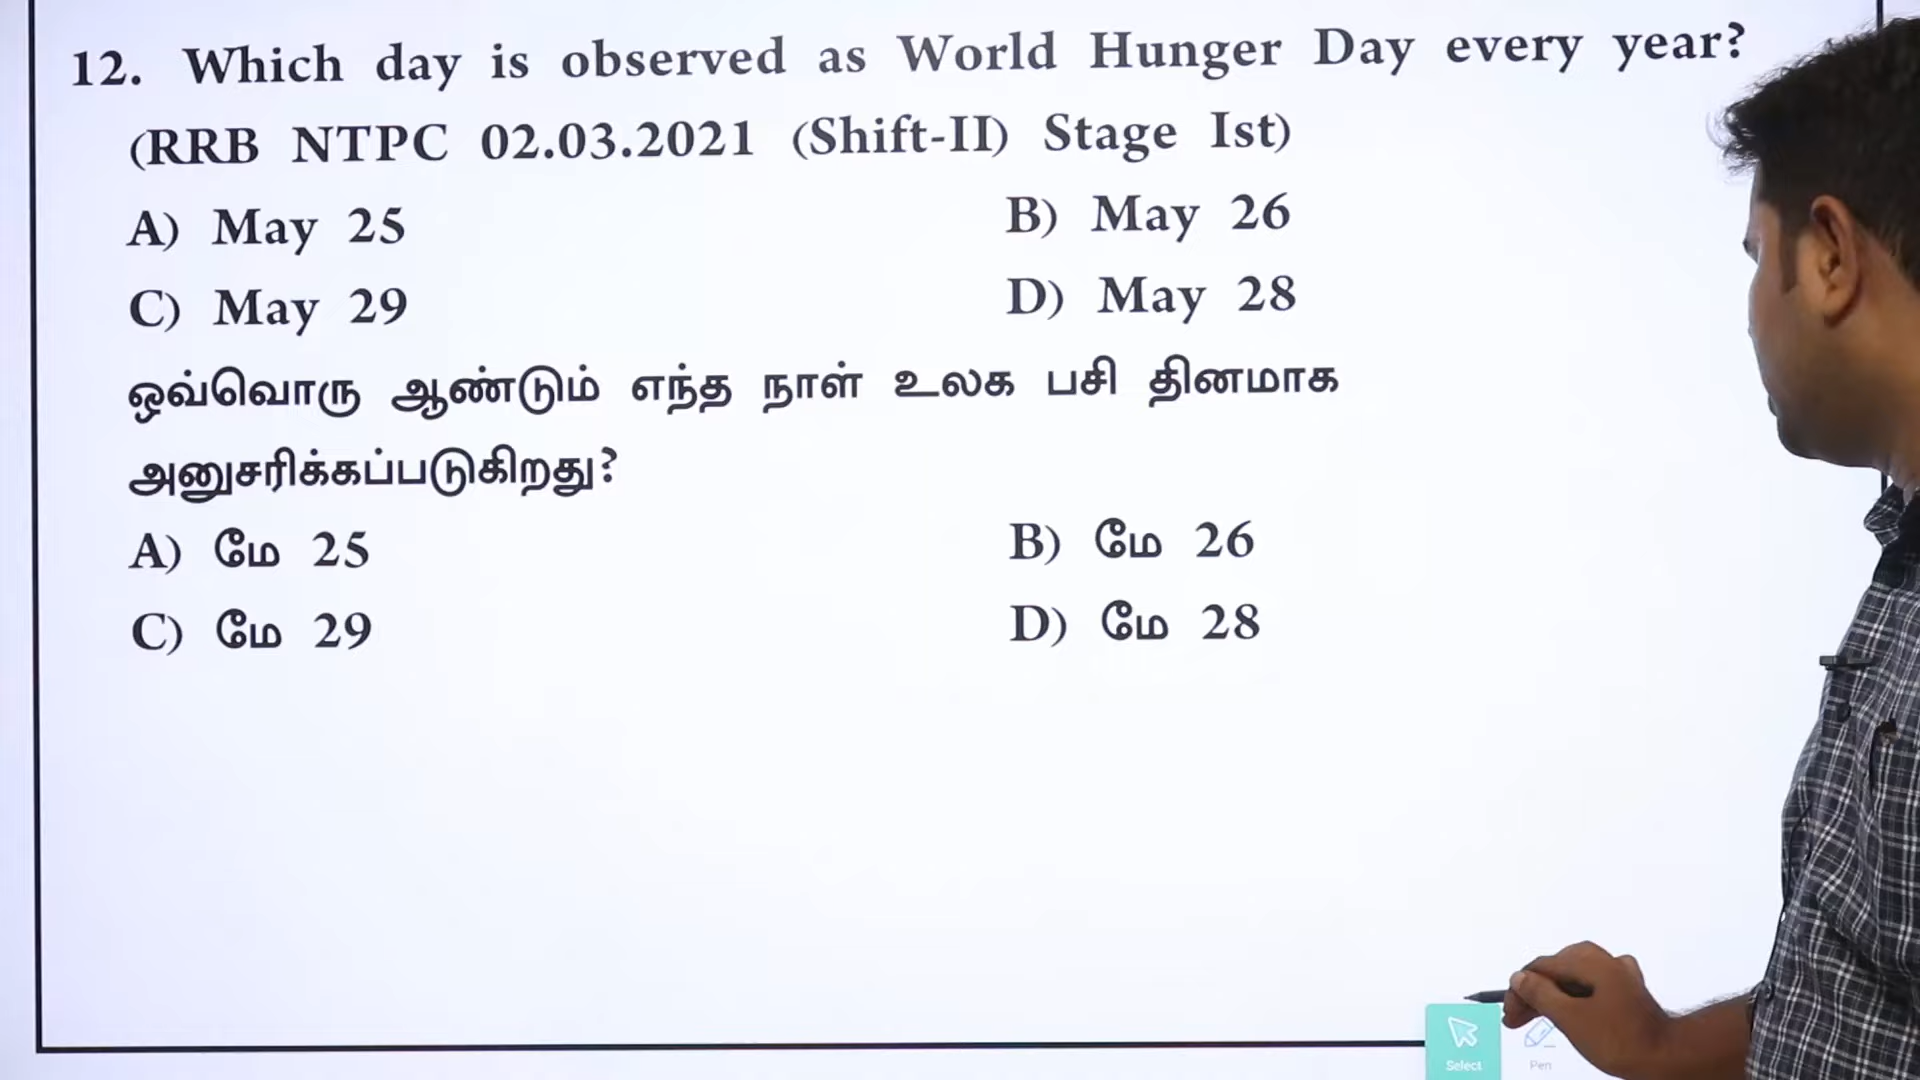 12. Which day is observed as World Hunger Day every year?
(RRB NTPC 02.03.2021 (Shift-II) Stage Ist)
A) May 25
B) May 26
C) May 29
D) May 28
ஒவ்வொரு ஆண்டும் எந்த நாள் உலக பசி தினமாக
அனுசரிக்கப்படுகிறது?
A) மே 25
B) மே 26
C) மே 29
D) மே 28
Select
Pen